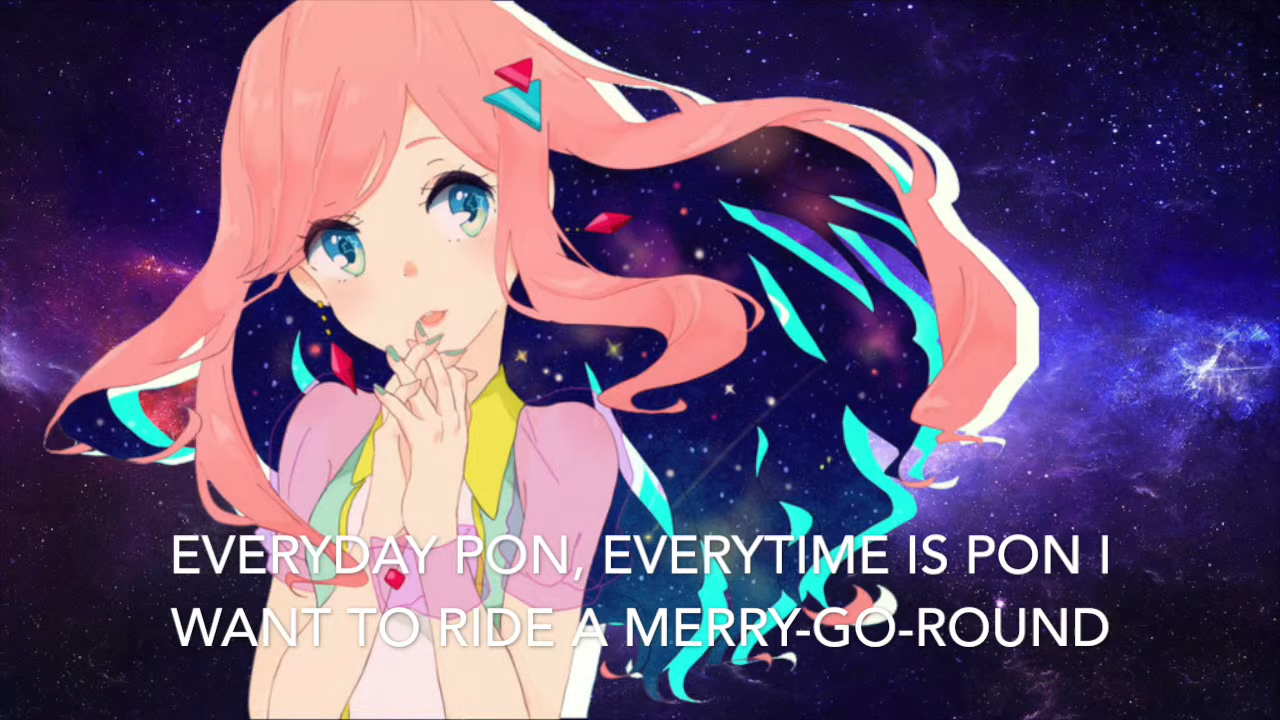 EVERYDAY PON, EVERYTIME IS PON I
WANT TO RIDE A MERRY-GO-ROUND